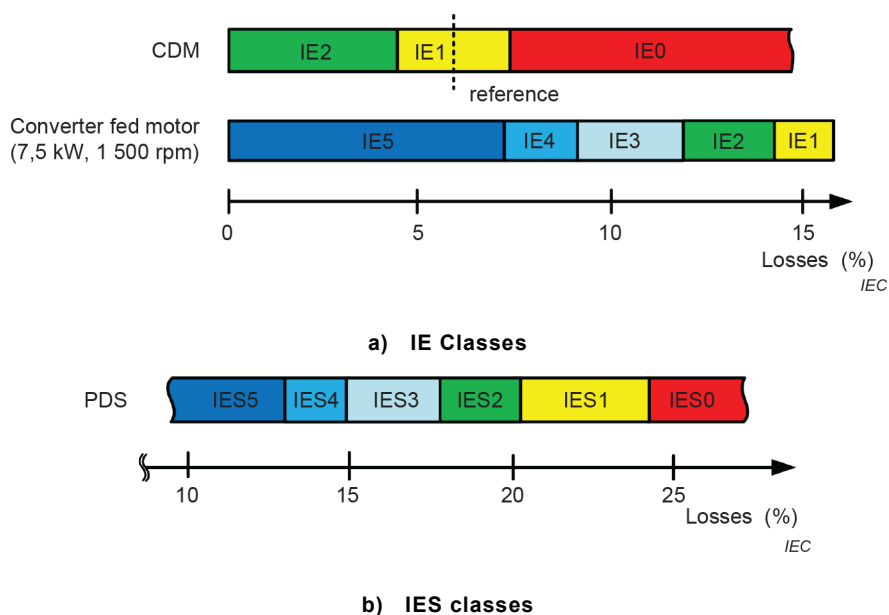 CDM IE2 IE1 IE0
reference
Converter fed motor
(7,5 kW, 1 500 rpm) IE5 IE4 IE3 IE2 IE1
0 5 10 15
Losses (%)
IEC
a) IE Classes
PDS IES5 IES4 IES3 IES2 IES1 IES0
10 15 20 25
Losses (%)
IEC
b) IES classes